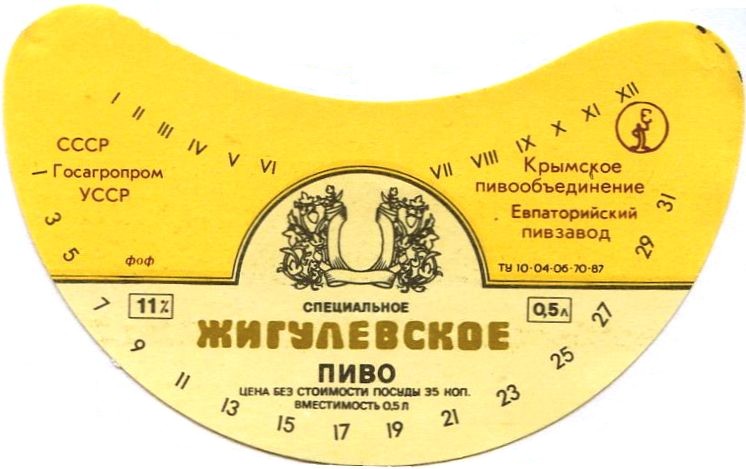 I II III IV V VI
VII VIII IX X XI XII
СССР
Госагропром
УССР
Крымское
пивообъединение
Евпаторийский
пивзавод
фоф
ТУ 10·04·06·70-87
11%
0,5л
СПЕЦИАЛЬНОЕ
ЖИГУЛЕВСКОЕ
ПИВО
ЦЕНА БЕЗ СТОИМОСТИ ПОСУДЫ 35 КОП.
ВМЕСТИМОСТЬ 0,5 Л
1 3 5 7 9 11 13 15 17 19 21 23 25 27 29 31